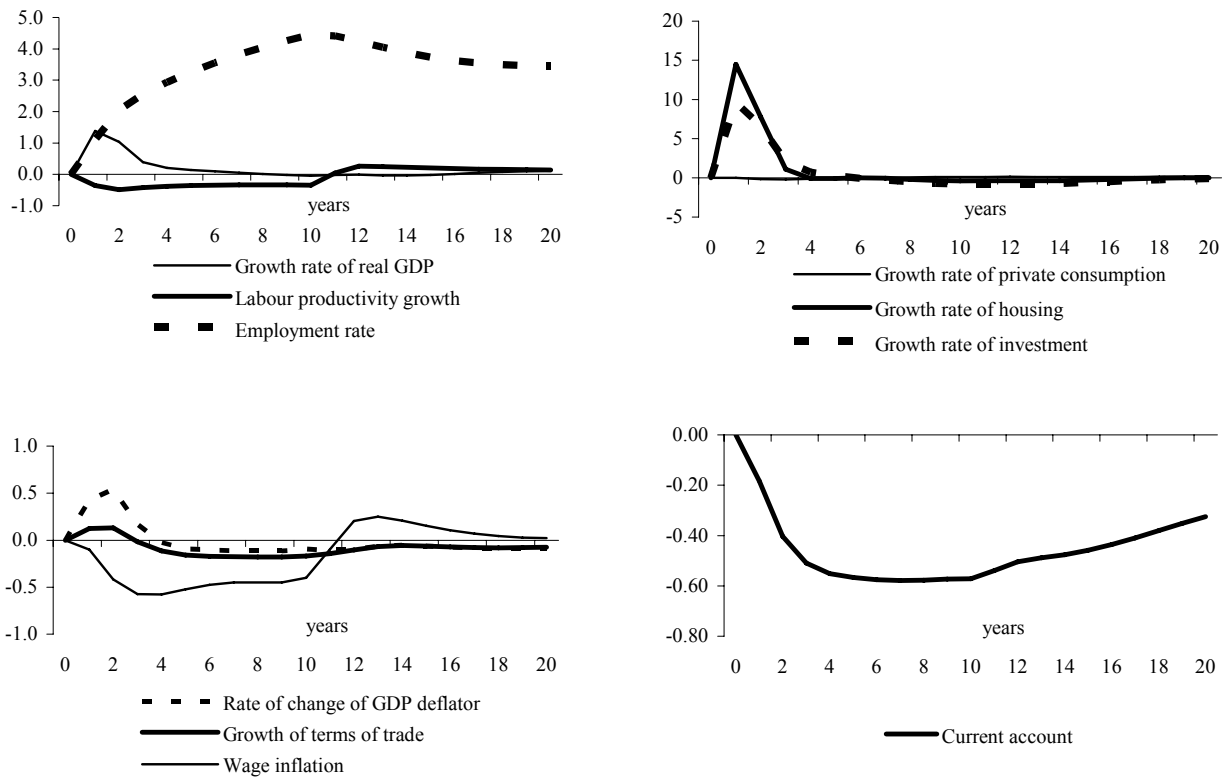 5.0
4.0
3.0
2.0
1.0
0.0
-1.0
years
0 2 4 6 8 10 12 14 16 18 20
Growth rate of real GDP
Labour productivity growth
Employment rate
20
15
10
5
0
-5
years
0 2 4 6 8 10 12 14 16 18 20
Growth rate of private consumption
Growth rate of housing
Growth rate of investment
1.0
0.5
0.0
-0.5
-1.0
years
0 2 4 6 8 10 12 14 16 18 20
Rate of change of GDP deflator
Growth of terms of trade
Wage inflation
0.00
-0.20
-0.40
-0.60
-0.80
years
0 2 4 6 8 10 12 14 16 18 20
Current account